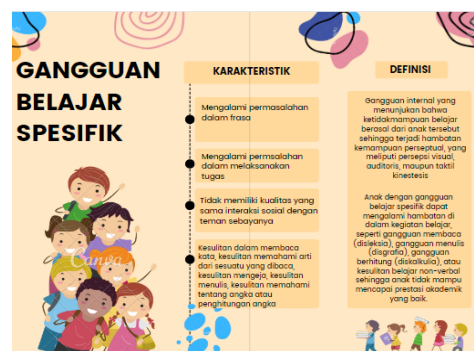 GANGGUAN
BELAJAR
SPESIFIK
KARAKTERISTIK
Mengalami permasalahan
dalam frasa
Mengalami permsalahan
dalam melaksanakan
tugas
Tidak memiliki kualitas yang
sama interaksi sosial dengan
teman sebayanya
Kesulitan dalam membaca
kata, kesulitan memahami arti
dari sesuatu yang dibaca,
kesulitan mengeja, kesulitan
menulis, kesulitan memahami
tentang angka atau
penghitungan angka
DEFINISI
Gangguan internal yang
menunjukan bahwa
ketidakmampuan belajar
berasal dari anak tersebut
sehingga terjadi hambatan
kemampuan perseptual, yang
meliputi persepsi visual,
auditoris, maupun taktil
kinestesis
Anak dengan gangguan
belajar spesifik dapat
mengalami hambatan di
dalam kegiatan belajar,
seperti gangguan membaca
(disleksia), gangguan menulis
(disgrafia), gangguan
berhitung (diskalkulia), atau
kesulitan belajar non-verbal
sehingga anak tidak mampu
mencapai prestasi akademik
yang baik.
Canva